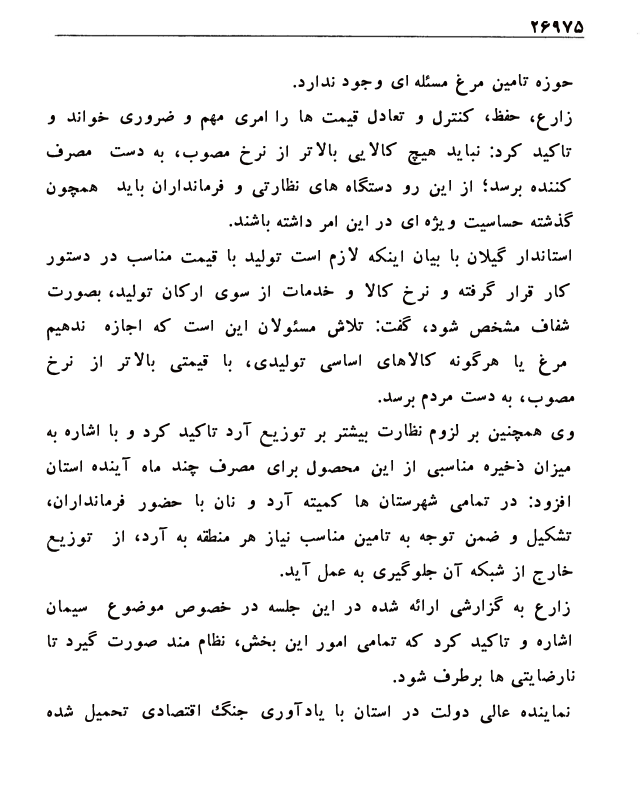 ۲۶۹۷۵
حوزه تامین مرغ مسئله ای وجود ندارد.
زارع، حفظ، کنترل و تعادل قیمت ها را امری مهم و ضروری خواند و
تاکید کرد: نباید هیچ کالایی بالاتر از نرخ مصوب، به دست مصرف
کننده برسد؛ از این رو دستگاه های نظارتی و فرمانداران باید همچون
گذشته حساسیت ویژه ای در این امر داشته باشند.
استاندار گیلان با بیان اینکه لازم است تولید با قیمت مناسب در دستور
کار قرار گرفته و نرخ کالا و خدمات از سوی ارکان تولید، بصورت
شفاف مشخص شود، گفت: تلاش مسئولان این است که اجازه ندهیم
مرغ یا هرگونه کالاهای اساسی تولیدی، با قیمتی بالاتر از نرخ
مصوب، به دست مردم برسد.
وی همچنین بر لزوم نظارت بیشتر بر توزیع آرد تاکید کرد و با اشاره به
میزان ذخیره مناسبی از این محصول برای مصرف چند ماه آینده استان
افزود: در تمامی شهرستان ها کمیته آرد و نان با حضور فرمانداران،
تشکیل و ضمن توجه به تامین مناسب نیاز هر منطقه به آرد، از توزیع
خارج از شبکه آن جلوگیری به عمل آید.
زارع به گزارشی ارائه شده در این جلسه در خصوص موضوع سیمان
اشاره و تاکید کرد که تمامی امور این بخش، نظام مند صورت گیرد تا
نارضایتی ها برطرف شود.
نماینده عالی دولت در استان با یادآوری جنگ اقتصادی تحمیل شده